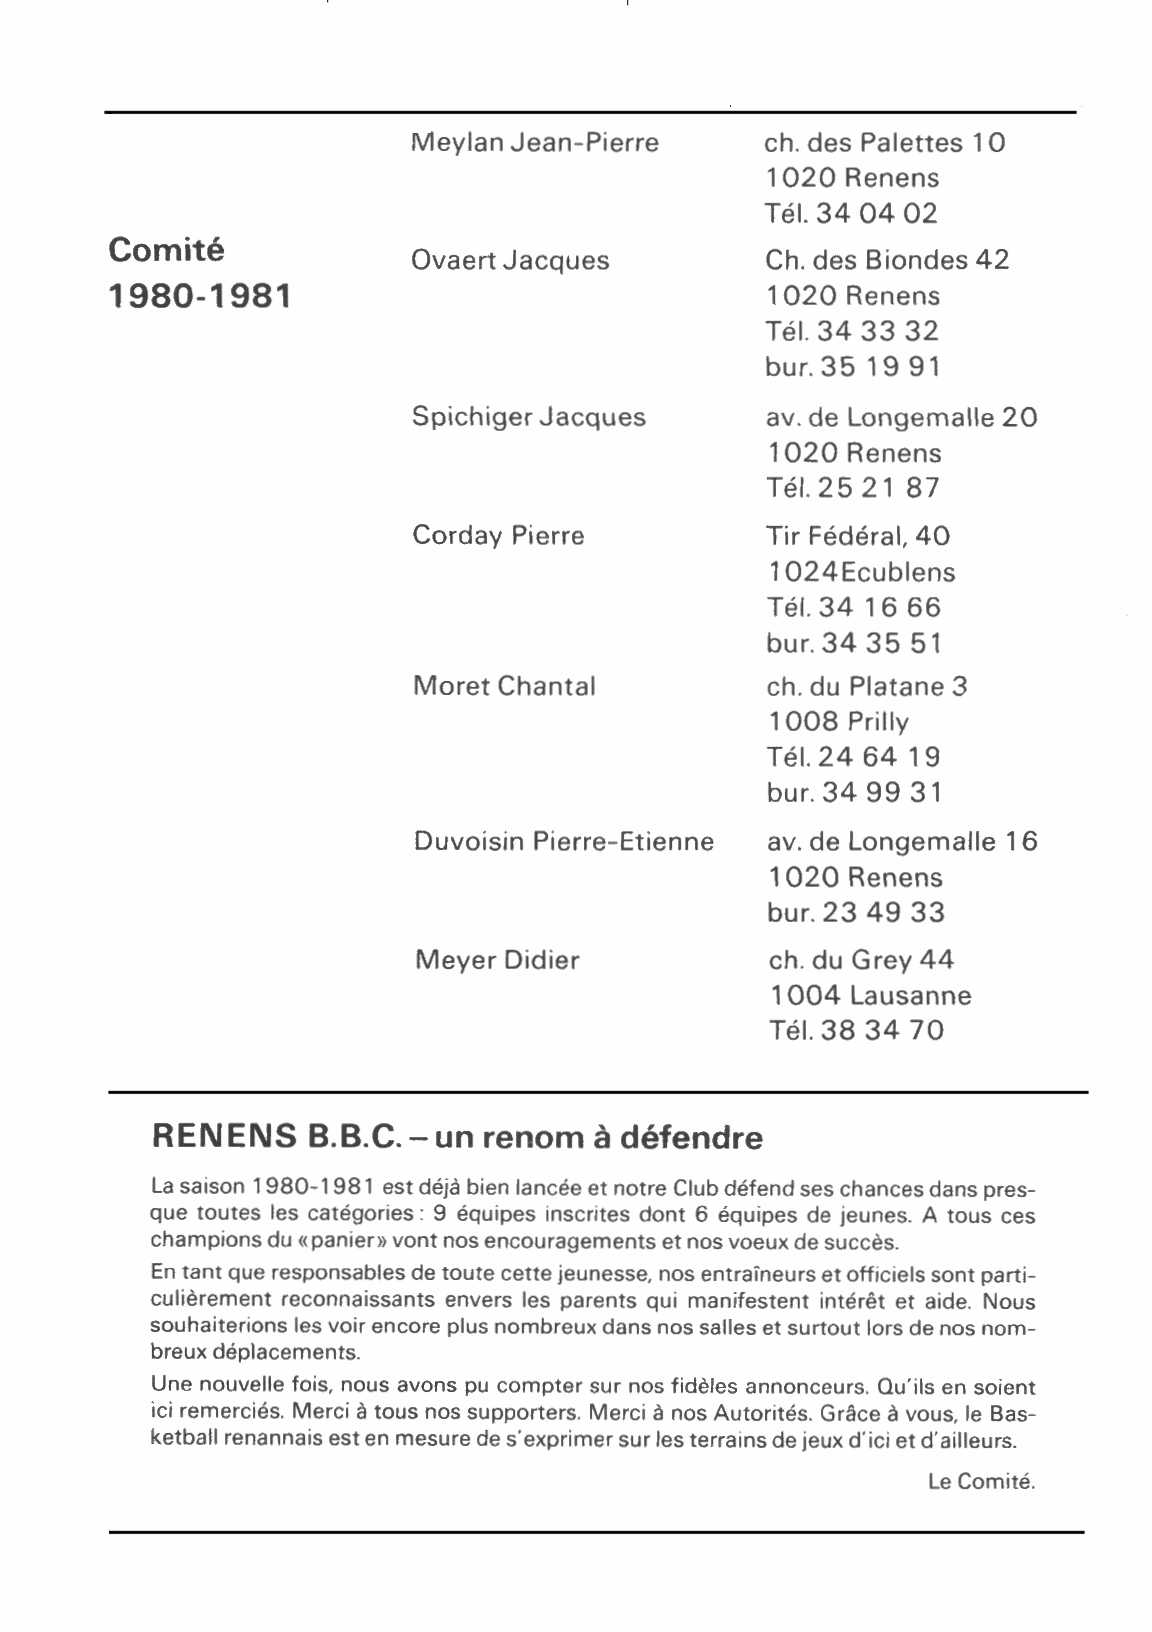 Comité
1980-1981
Meylan Jean-Pierre
ch. des Palettes 10
1020 Renens
Tél. 34 04 02
Ovaert Jacques
Ch. des Biondes 42
1020 Renens
Tél. 34 33 32
bur. 35 19 91
Spichiger Jacques
av. de Longemalle 20
1020 Renens
Tél. 25 21 87
Corday Pierre
Tir Fédéral, 40
1024Ecublens
Tél. 34 16 66
bur. 34 35 51
Moret Chantal
ch. du Platane 3
1008 Prilly
Tél. 24 64 19
bur. 34 99 31
Duvoisin Pierre-Etienne
av. de Longemalle 16
1020 Renens
bur. 23 49 33
Meyer Didier
ch. du Grey 44
1004 Lausanne
Tél. 38 34 70
RENENS B.B.C. – un renom à défendre
La saison 1980-1981 est déjà bien lancée et notre Club défend ses chances dans pres-
que toutes les catégories : 9 équipes inscrites dont 6 équipes de jeunes. A tous ces
champions du «panier» vont nos encouragements et nos voeux de succès.
En tant que responsables de toute cette jeunesse, nos entraîneurs et officiels sont parti-
culièrement reconnaissants envers les parents qui manifestent intérêt et aide. Nous
souhaiterions les voir encore plus nombreux dans nos salles et surtout lors de nos nom-
breux déplacements.
Une nouvelle fois, nous avons pu compter sur nos fidèles annonceurs. Qu'ils en soient
ici remerciés. Merci à tous nos supporters. Merci à nos Autorités. Grâce à vous, le Bas-
ketball renannais est en mesure de s'exprimer sur les terrains de jeux d'ici et d'ailleurs.
Le Comité.